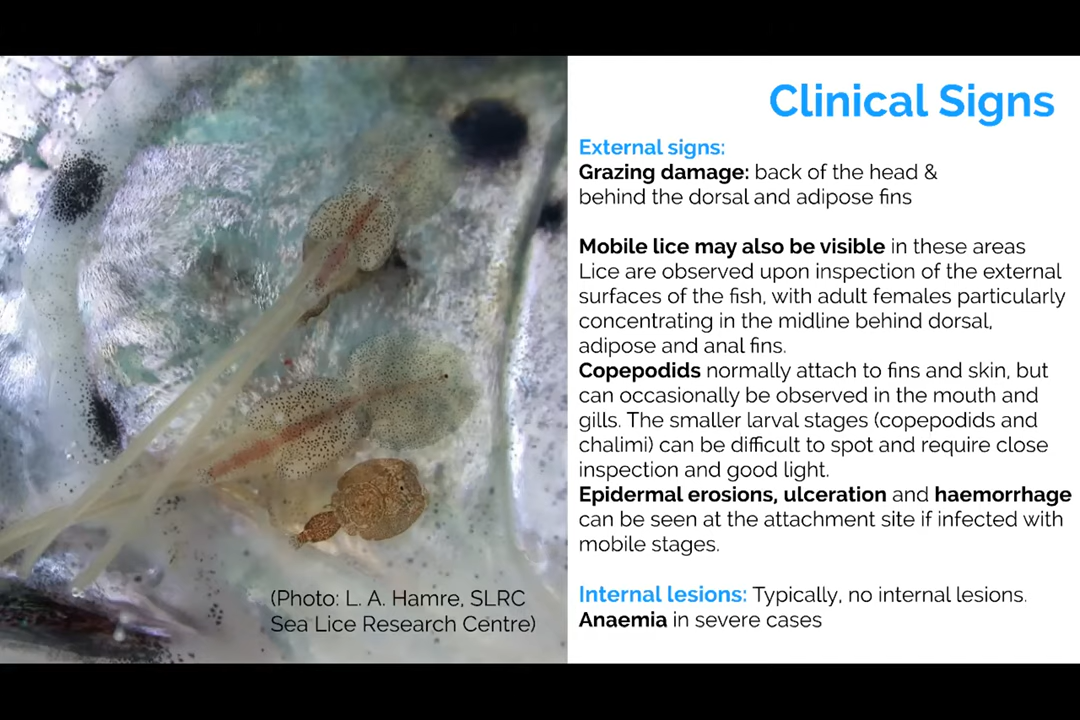 Clinical Signs
External signs:
Grazing damage: back of the head &
behind the dorsal and adipose fins
Mobile lice may also be visible in these areas
Lice are observed upon inspection of the external
surfaces of the fish, with adult females particularly
concentrating in the midline behind dorsal,
adipose and anal fins.
Copepodids normally attach to fins and skin, but
can occasionally be observed in the mouth and
gills. The smaller larval stages (copepodids and
chalimi) can be difficult to spot and require close
inspection and good light.
Epidermal erosions, ulceration and haemorrhage
can be seen at the attachment site if infected with
mobile stages.
Internal lesions: Typically, no internal lesions.
Anaemia in severe cases
(Photo: L. A. Hamre, SLRC
Sea Lice Research Centre)